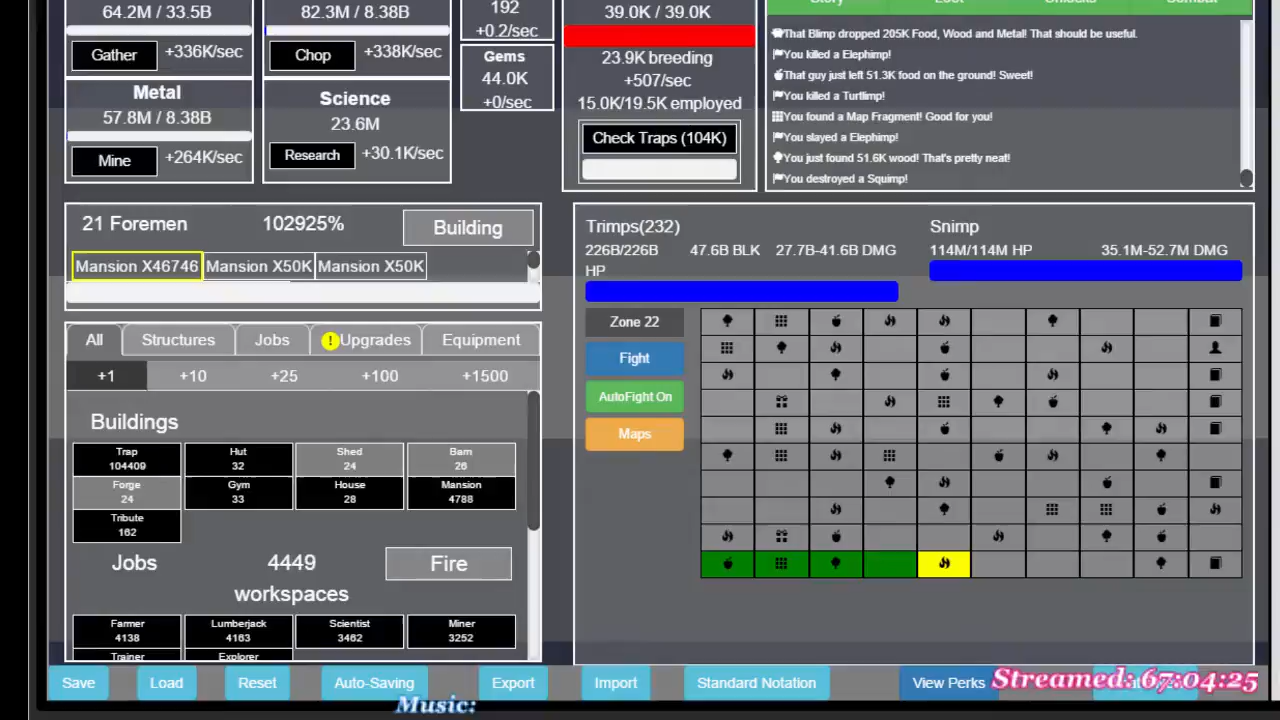 64.2M / 33.5B
Gather +336K/sec
82.3M / 8.38B
Chop +338K/sec
192
+0.2/sec
Gems
44.0K
+0/sec
Metal
57.8M / 8.38B
Mine +264K/sec
Science
23.6M
Research +30.1K/sec
39.0K / 39.0K
23.9K breeding
+507/sec
15.0K/19.5K employed
Check Traps (104K)
That Blimp dropped 205K Food, Wood and Metal! That should be useful.
You killed a Elephimp!
That guy just left 51.3K food on the ground! Sweet!
You killed a Turtlimp!
You found a Map Fragment! Good for you!
You slayed a Elephimp!
You just found 51.6K wood! That's pretty neat!
You destroyed a Squimp!
21 Foremen 102925% Building
Mansion X46746 Mansion X50K Mansion X50K
All Structures Jobs !Upgrades Equipment
+1 +10 +25 +100 +1500
Buildings
Trap Hut Shed Barn
104409 32 24 26
Forge Gym House Mansion
24 33 28 4788
Tribute
162
Jobs 4449 Fire
workspaces
Farmer Lumberjack Scientist Miner
4138 4163 3462 3252
Trainer Explorer
Trimps(232)
226B/226B HP 47.6B BLK 27.7B-41.6B DMG
Snimp
114M/114M HP 35.1M-52.7M DMG
Zone 22
Fight
AutoFight On
Maps
Save Load Reset Auto-Saving Export Import Standard Notation View Perks
Streamed: 67:04:25
Music: